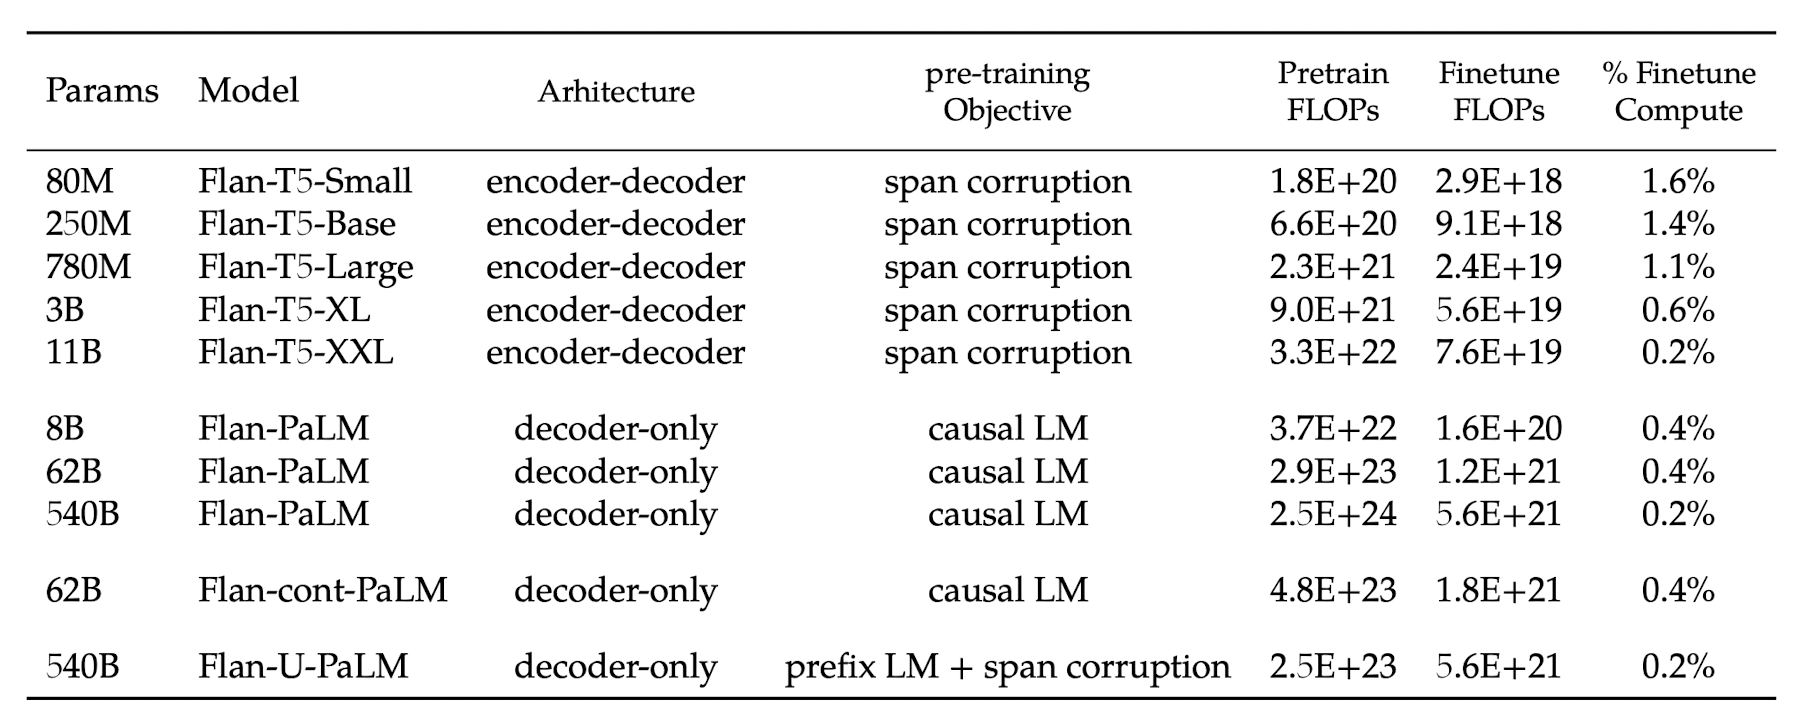 Params Model Arhitecture pre-training Objective Pretrain FLOPs Finetune FLOPs % Finetune Compute
80M Flan-T5-Small encoder-decoder span corruption 1.8E+20 2.9E+18 1.6%
250M Flan-T5-Base encoder-decoder span corruption 6.6E+20 9.1E+18 1.4%
780M Flan-T5-Large encoder-decoder span corruption 2.3E+21 2.4E+19 1.1%
3B Flan-T5-XL encoder-decoder span corruption 9.0E+21 5.6E+19 0.6%
11B Flan-T5-XXL encoder-decoder span corruption 3.3E+22 7.6E+19 0.2%
8B Flan-PaLM decoder-only causal LM 3.7E+22 1.6E+20 0.4%
62B Flan-PaLM decoder-only causal LM 2.9E+23 1.2E+21 0.4%
540B Flan-PaLM decoder-only causal LM 2.5E+24 5.6E+21 0.2%
62B Flan-cont-PaLM decoder-only causal LM 4.8E+23 1.8E+21 0.4%
540B Flan-U-PaLM decoder-only prefix LM + span corruption 2.5E+23 5.6E+21 0.2%